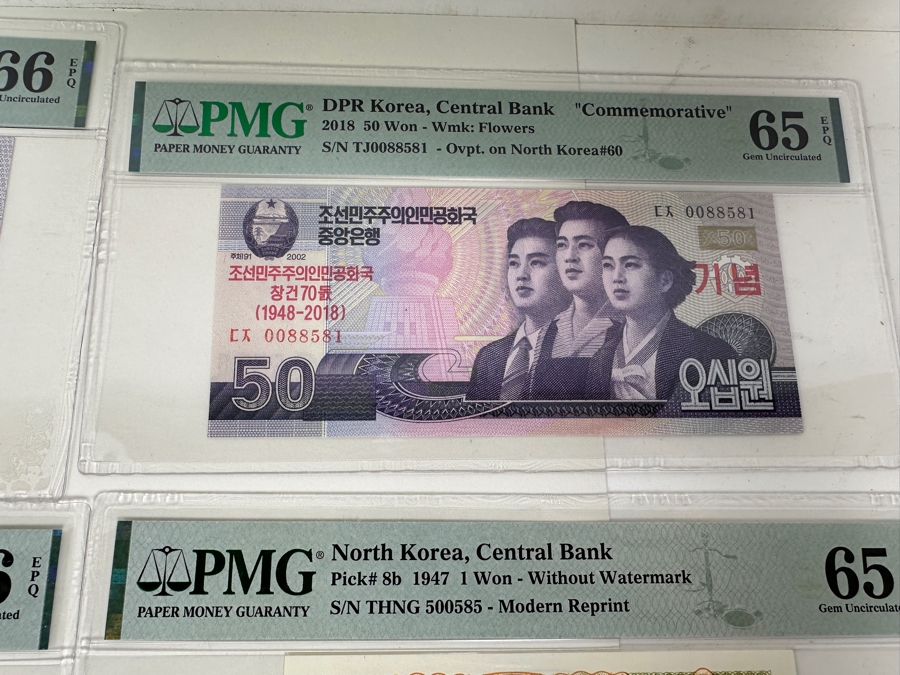 66 EPQ
Uncirculated
PMG®
PAPER MONEY GUARANTY
DPR Korea, Central Bank "Commemorative"
2018 50 Won - Wmk: Flowers
S/N TJ0088581 - Ovpt. on North Korea#60
65 EPQ
Gem Uncirculated
조선민주주의인민공화국
중앙은행
주체91 2002
ㄷㅈ 0088581
50
조선민주주의인민공화국
창건70돐
(1948-2018)
ㄷㅈ 0088581
기념
50
오십원
6 EPQ
PMG®
PAPER MONEY GUARANTY
North Korea, Central Bank
Pick# 8b 1947 1 Won - Without Watermark
S/N THNG 500585 - Modern Reprint
65
Gem Uncirculate